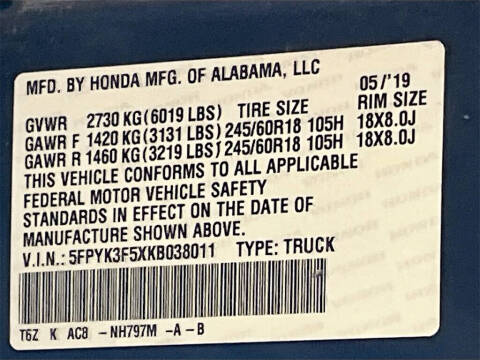 MFD. BY HONDA MFG. OF ALABAMA, LLC
05/'19
GVWR 2730 KG(6019 LBS) TIRE SIZE RIM SIZE
GAWR F 1420 KG(3131 LBS) 245/60R18 105H 18X8.0J
GAWR R 1460 KG(3219 LBS) 245/60R18 105H 18X8.0J
THIS VEHICLE CONFORMS TO ALL APPLICABLE
FEDERAL MOTOR VEHICLE SAFETY
STANDARDS IN EFFECT ON THE DATE OF
MANUFACTURE SHOWN ABOVE.
V.I.N.: 5FPYK3F5XKB038011 TYPE: TRUCK
T6Z K AC8 -NH797M -A-B